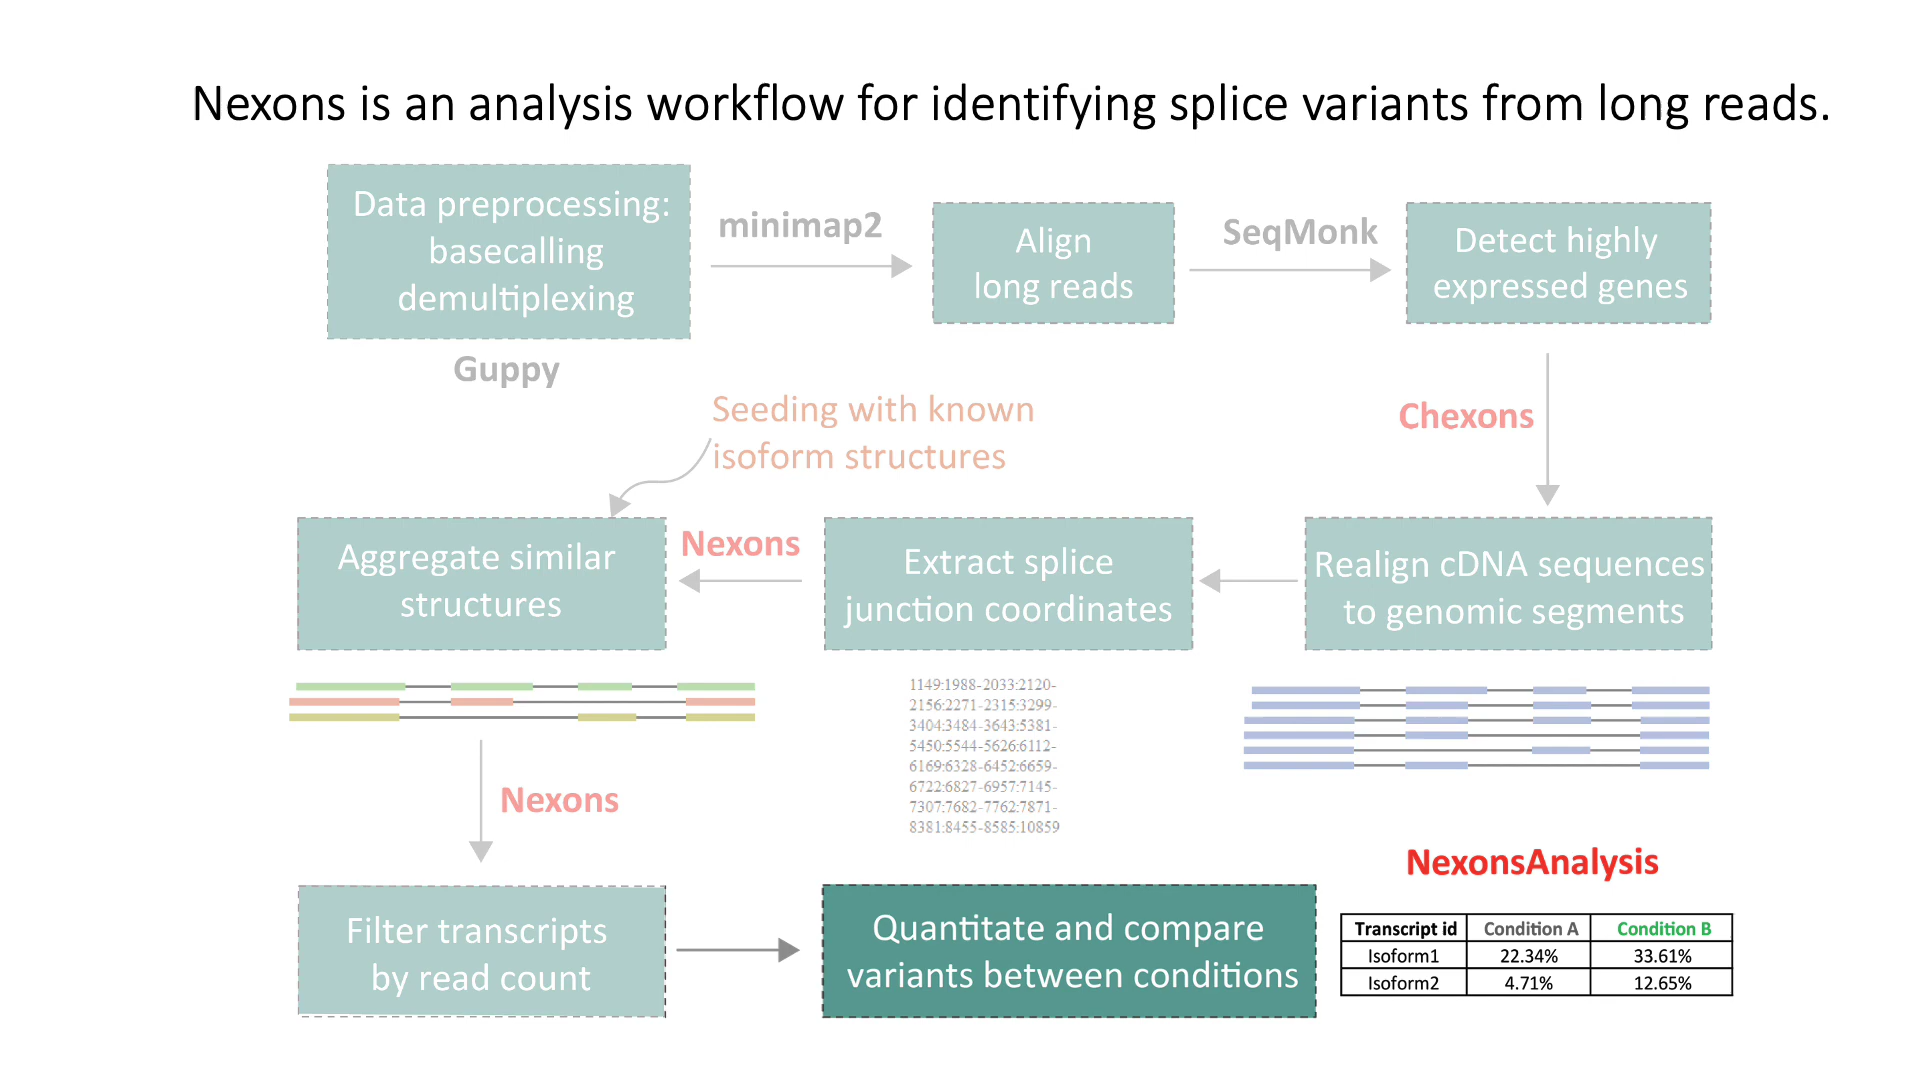 Nexons is an analysis workflow for identifying splice variants from long reads.
Data preprocessing:
basecalling
demultiplexing
Guppy
minimap2
Align
long reads
SeqMonk
Detect highly
expressed genes
Chexons
Realign cDNA sequences
to genomic segments
Extract splice
junction coordinates
1149:1988-2033:2120-
2156:2271-2315:3299-
3404:3484-3643:5381-
5450:5544-5626:6112-
6169:6328-6452:6659-
6722:6827-6957:7145-
7307:7682-7762:7871-
8381:8455-8585:10859
Nexons
Seeding with known
isoform structures
Aggregate similar
structures
Nexons
Filter transcripts
by read count
Quantitate and compare
variants between conditions
NexonsAnalysis
Transcript id Condition A Condition B
Isoform1 22.34% 33.61%
Isoform2 4.71% 12.65%